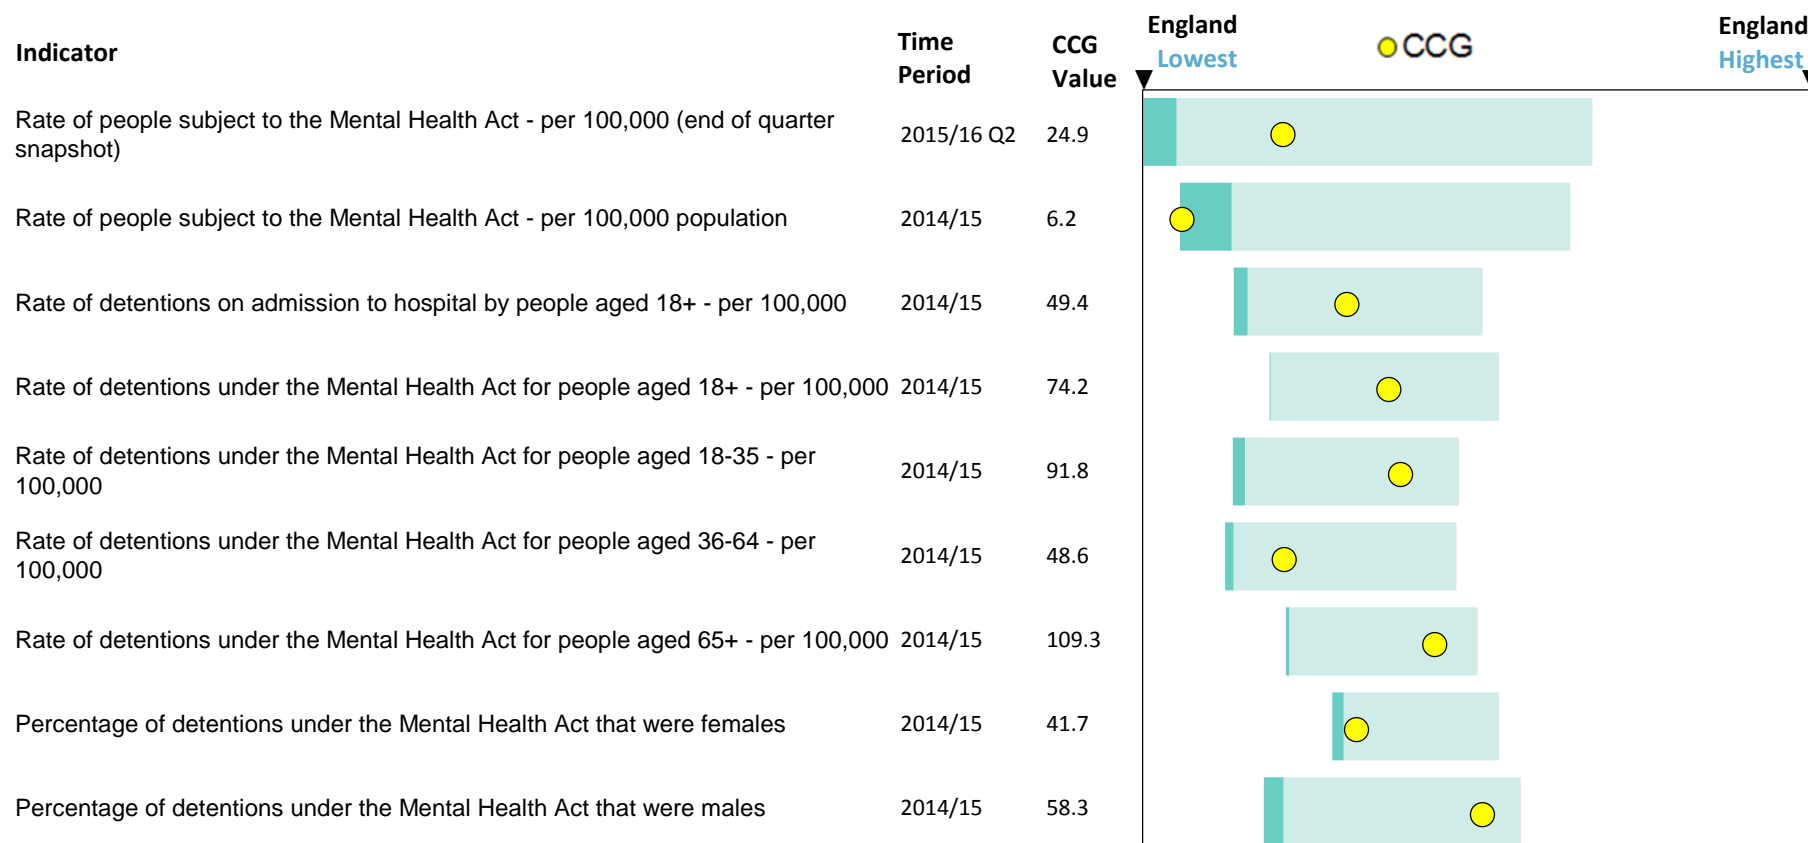 Indicator
Time
Period
CCG
Value
England
Lowest
CCG
England
Highest
Rate of people subject to the Mental Health Act - per 100,000 (end of quarter
snapshot)
2015/16 Q2
24.9
Rate of people subject to the Mental Health Act - per 100,000 population
2014/15
6.2
Rate of detentions on admission to hospital by people aged 18+ - per 100,000
2014/15
49.4
Rate of detentions under the Mental Health Act for people aged 18+ - per 100,000
2014/15
74.2
Rate of detentions under the Mental Health Act for people aged 18-35 - per
100,000
2014/15
91.8
Rate of detentions under the Mental Health Act for people aged 36-64 - per
100,000
2014/15
48.6
Rate of detentions under the Mental Health Act for people aged 65+ - per 100,000
2014/15
109.3
Percentage of detentions under the Mental Health Act that were females
2014/15
41.7
Percentage of detentions under the Mental Health Act that were males
2014/15
58.3